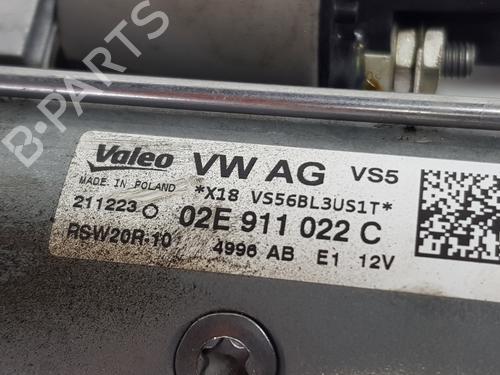 B-PARTS
Valeo VW AG VS5
MADE IN POLAND *X18 VS56BL3US1T*
211223 02E 911 022 C
RSW20R-10 4996 AB E1 12V